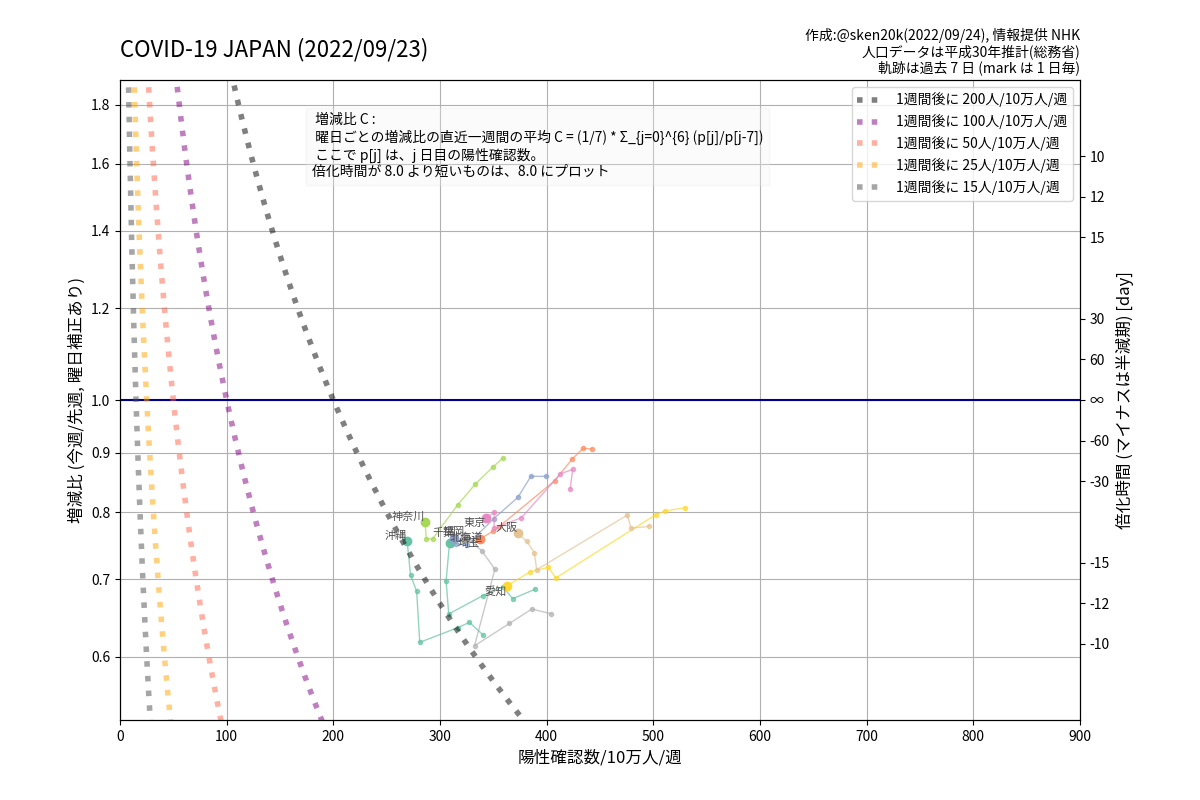 COVID-19 JAPAN (2022/09/23)
作成:@sken20k(2022/09/24), 情報提供 NHK
人口データは平成30年推計(総務省)
軌跡は過去 7 日 (mark は 1 日毎)
増減比 C :
曜日ごとの増減比の直近一週間の平均 C = (1/7) * Σ_{j=0}^{6} (p[j]/p[j-7])
ここで p[j] は、j 日目の陽性確認数。
倍化時間が 8.0 より短いものは、8.0 にプロット
1週間後に 200人/10万人/週
1週間後に 100人/10万人/週
1週間後に 50人/10万人/週
1週間後に 25人/10万人/週
1週間後に 15人/10万人/週
増減比 (今週/先週, 曜日補正あり)
1.8
1.6
1.4
1.2
1.0
0.9
0.8
0.7
0.6
倍化時間 (マイナスは半減期) [day]
10
12
15
30
60
∞
-60
-30
-15
-12
-10
神奈川
東京
大阪
沖縄
千葉
福岡
埼玉
愛知
0
100
200
300
400
500
600
700
800
900
陽性確認数/10万人/週